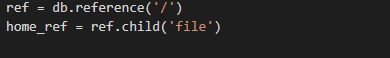 ref = db.reference('/')
home_ref = ref.child('file')